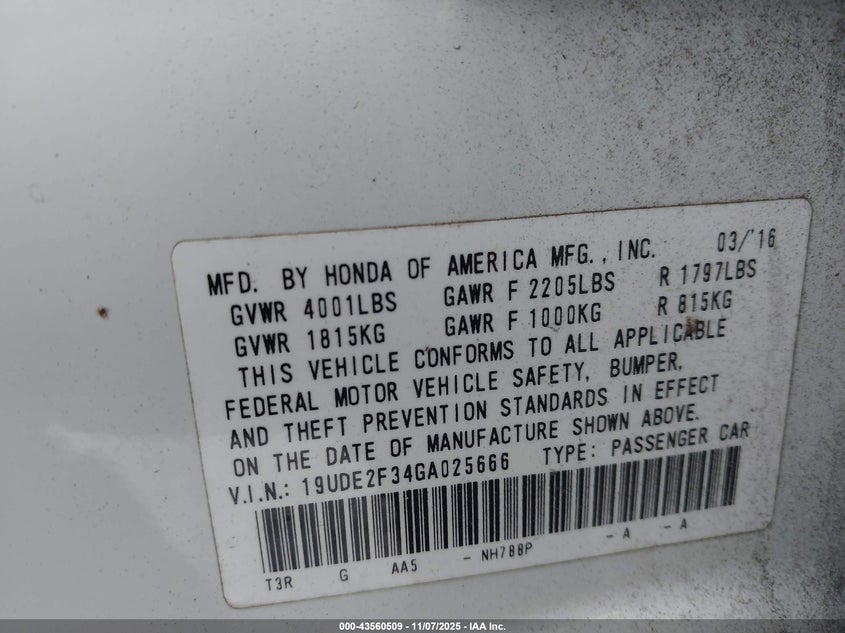 MFD. BY HONDA OF AMERICA MFG., INC. 03/'16
GVWR 4001LBS GAWR F 2205LBS R 1797LBS
GVWR 1815KG GAWR F 1000KG R 815KG
THIS VEHICLE CONFORMS TO ALL APPLICABLE
FEDERAL MOTOR VEHICLE SAFETY, BUMPER,
AND THEFT PREVENTION STANDARDS IN EFFECT
ON THE DATE OF MANUFACTURE SHOWN ABOVE.
V.I.N.: 19UDE2F34GA025666 TYPE: PASSENGER CAR
T3R G AA5 - NH788P - A - A
000-43560509 - 11/07/2025 - IAA Inc.